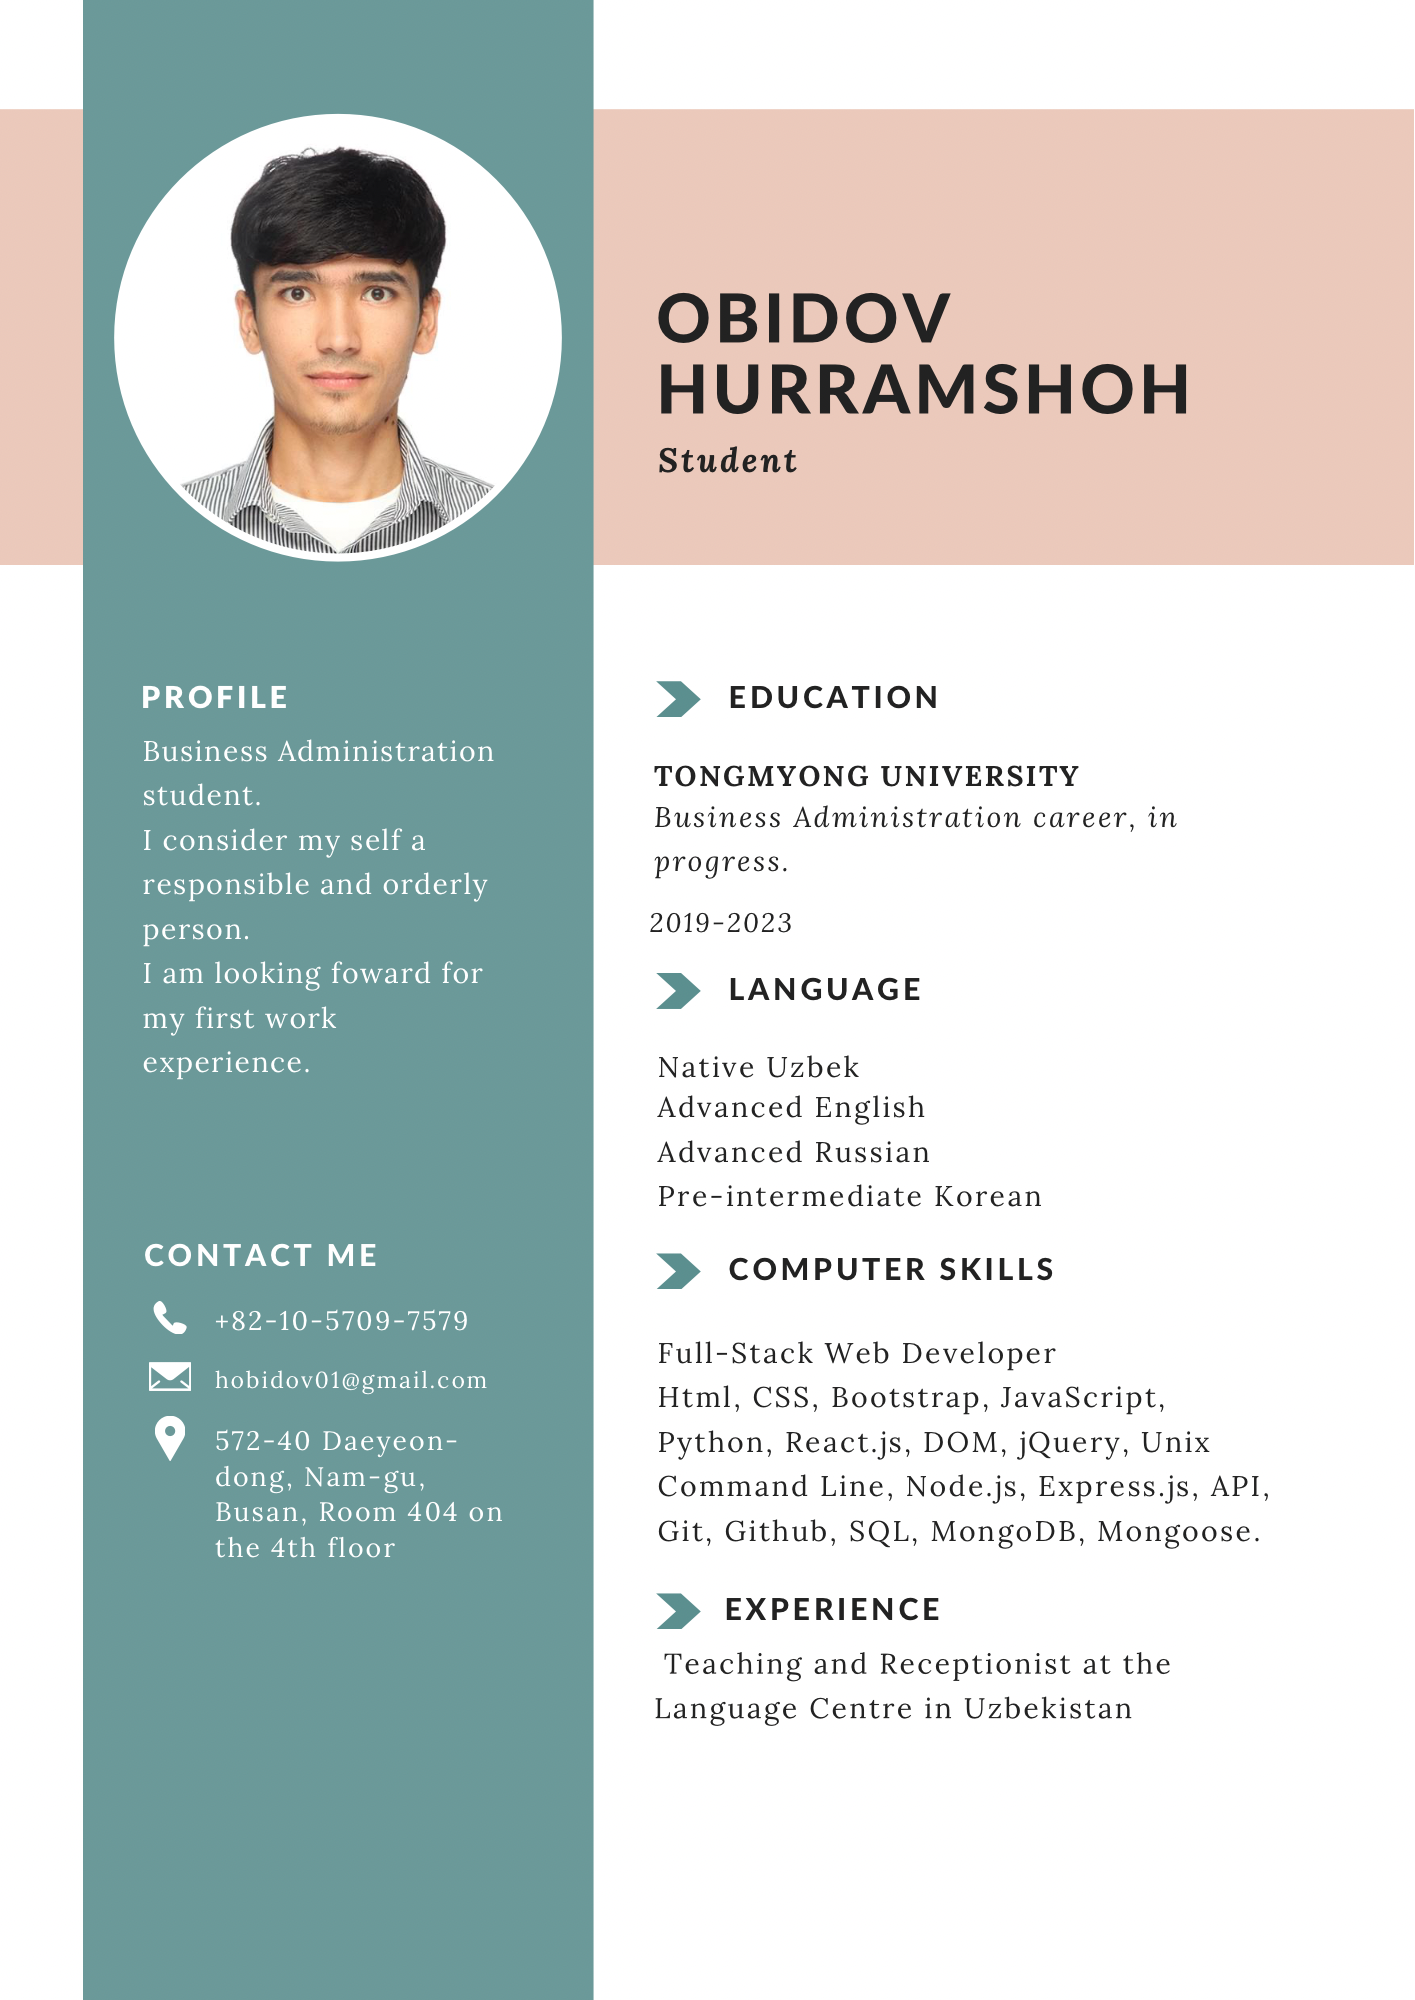 OBIDOV
HURRAMSHOH
Student
PROFILE
Business Administration
student.
I consider my self a
responsible and orderly
person.
I am looking foward for
my first work
experience.
CONTACT ME
+82-10-5709-7579
hobidov01@gmail.com
572-40 Daeyeon-
dong, Nam-gu,
Busan, Room 404 on
the 4th floor
EDUCATION
TONGMYONG UNIVERSITY
Business Administration career, in
progress.
2019-2023
LANGUAGE
Native Uzbek
Advanced English
Advanced Russian
Pre-intermediate Korean
COMPUTER SKILLS
Full-Stack Web Developer
Html, CSS, Bootstrap, JavaScript,
Python, React.js, DOM, jQuery, Unix
Command Line, Node.js, Express.js, API,
Git, Github, SQL, MongoDB, Mongoose.
EXPERIENCE
Teaching and Receptionist at the
Language Centre in Uzbekistan